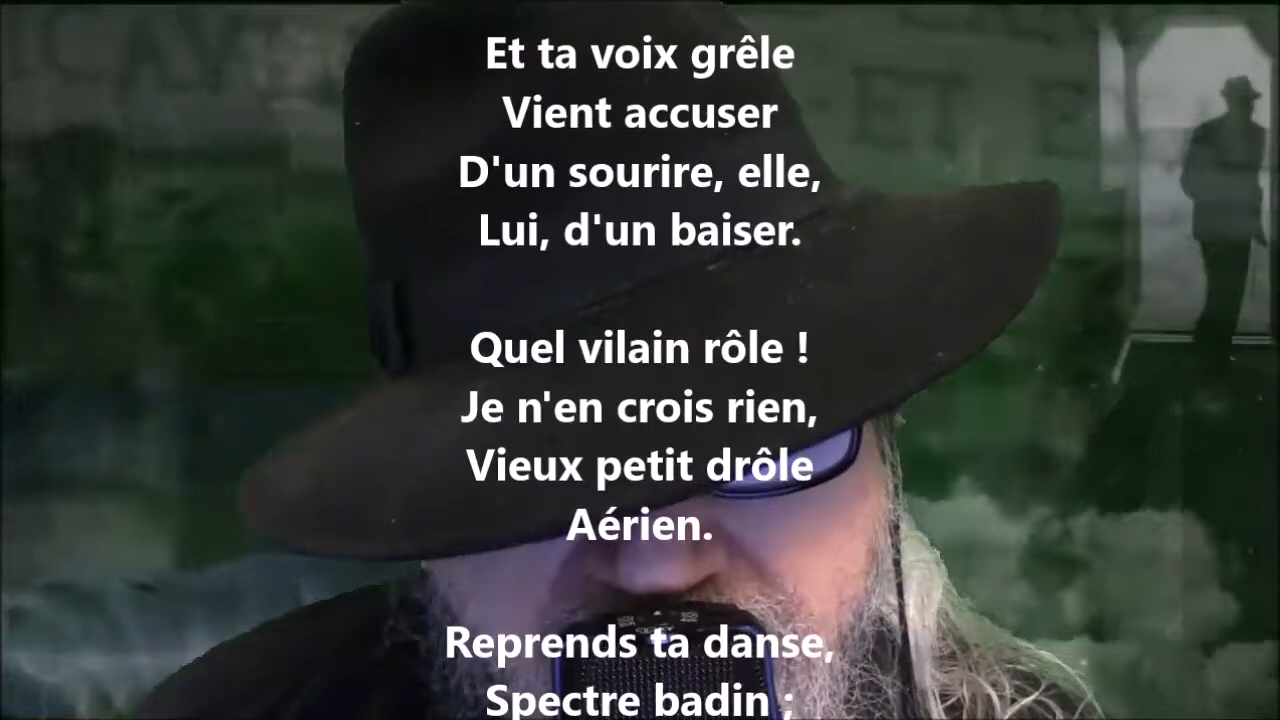 Et ta voix grêle
Vient accuser
D'un sourire, elle,
Lui, d'un baiser.
Quel vilain rôle !
Je n'en crois rien,
Vieux petit drôle
Aérien.
Reprends ta danse,
Spectre badin ;